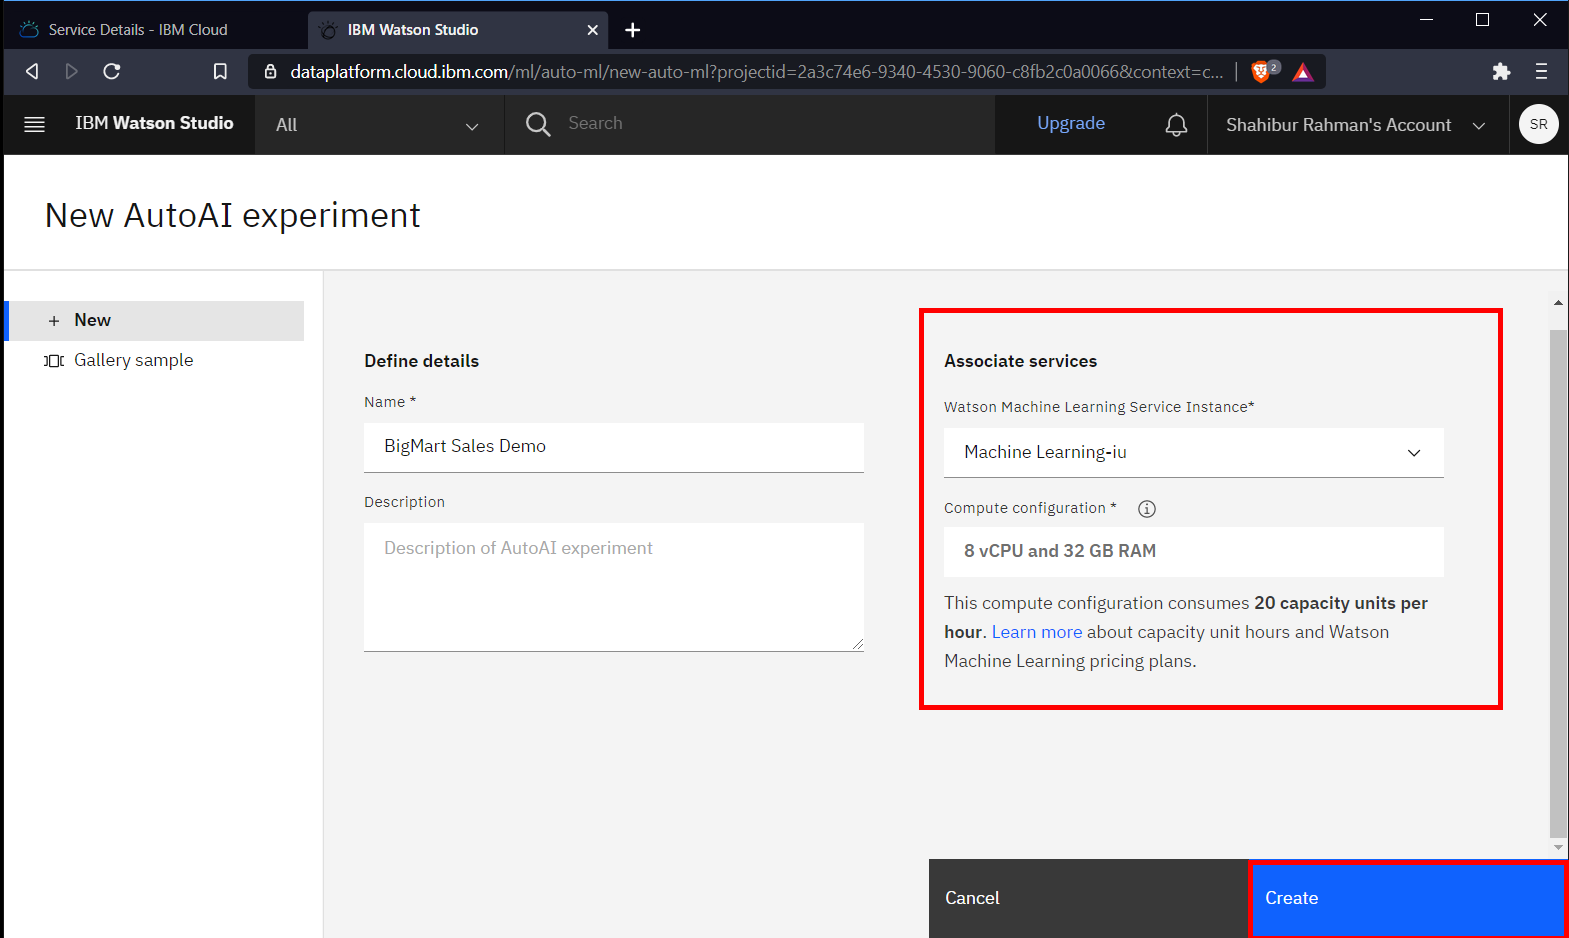 Service Details - IBM Cloud
IBM Watson Studio
dataplatform.cloud.ibm.com/ml/auto-ml/new-auto-ml?projectid=2a3c74e6-9340-4530-9060-c8fb2c0a0066&context=c...
2
IBM Watson Studio
All
Search
Upgrade
Shahibur Rahman's Account
SR
New AutoAI experiment
+ New
Gallery sample
Define details
Name *
BigMart Sales Demo
Description
Description of AutoAI experiment
Associate services
Watson Machine Learning Service Instance*
Machine Learning-iu
Compute configuration *
8 vCPU and 32 GB RAM
This compute configuration consumes 20 capacity units per
hour. Learn more about capacity unit hours and Watson
Machine Learning pricing plans.
Cancel
Create